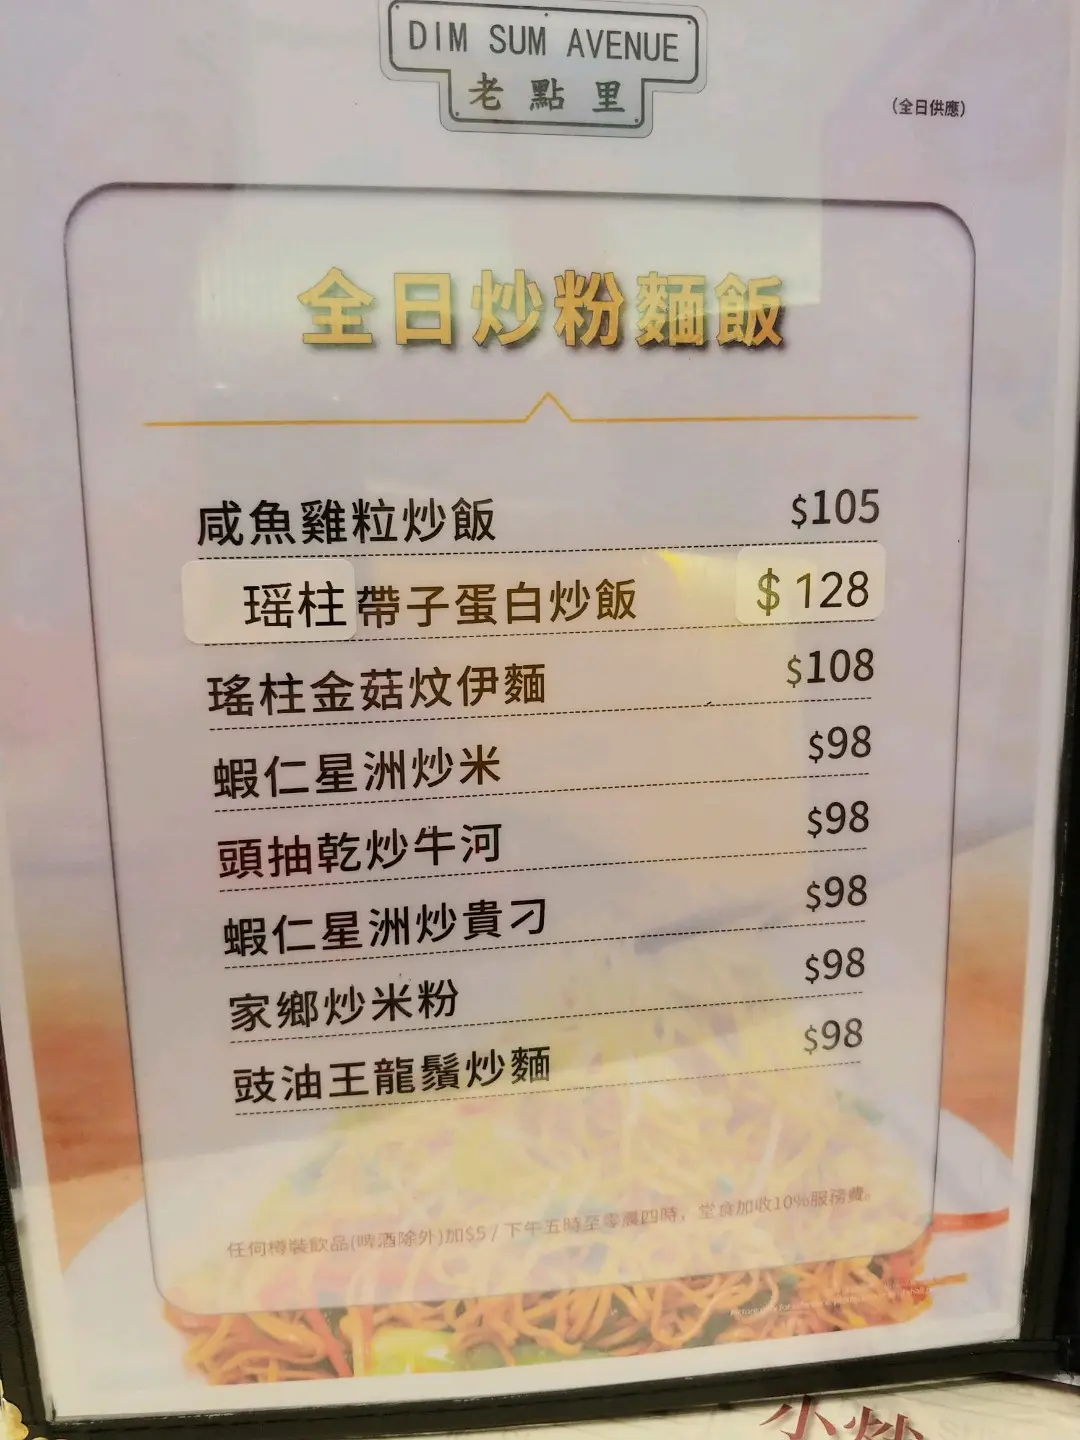 DIM SUM AVENUE
老點里
(全日供應)
全日炒粉麵飯
咸魚雞粒炒飯 $105
瑶柱帶子蛋白炒飯 $128
瑤柱金菇炆伊麵 $108
蝦仁星洲炒米 $98
頭抽乾炒牛河 $98
蝦仁星洲炒貴刁 $98
家鄉炒米粉 $98
豉油王龍鬚炒麵 $98
任何樽裝飲品(啤酒除外)加$5 / 下午五時至零晨四時，堂食加收10%服務費。
小炒